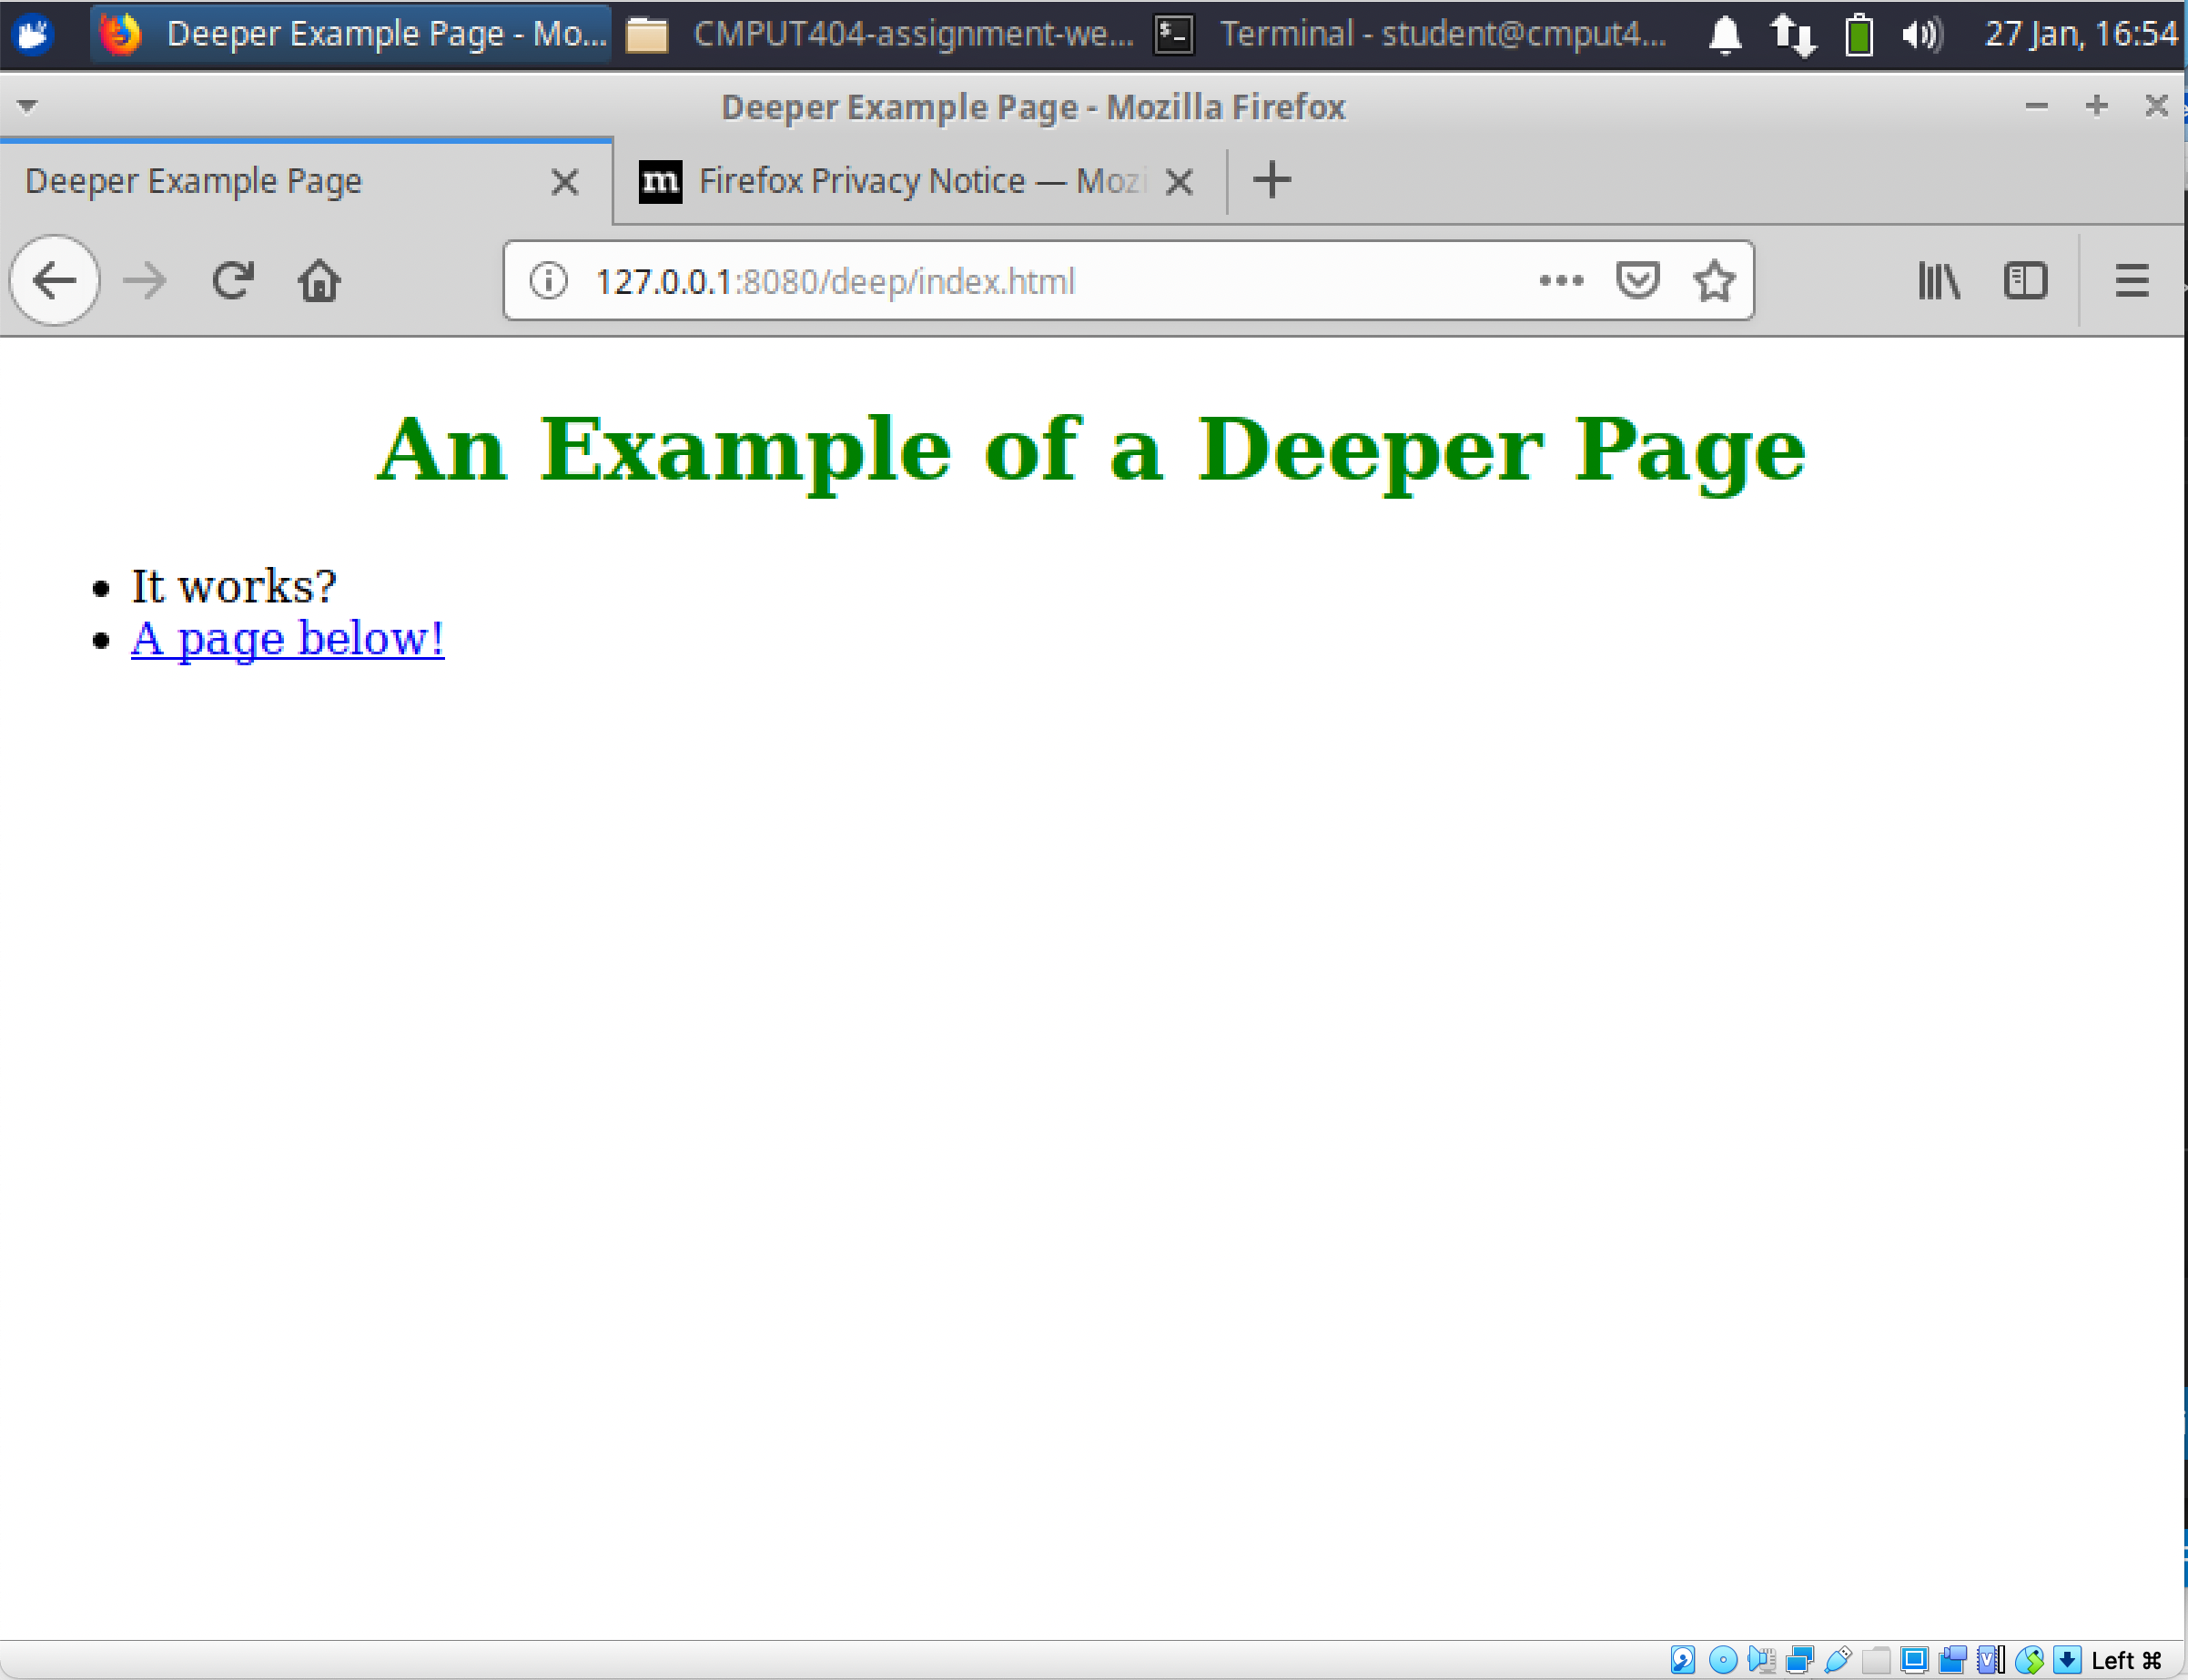 Deeper Example Page - Mo...
CMPUT404-assignment-we...
Terminal - student@cmput4...
27 Jan, 16:54
Deeper Example Page - Mozilla Firefox
Deeper Example Page
m Firefox Privacy Notice — Mozi
127.0.0.1:8080/deep/index.html
An Example of a Deeper Page
• It works?
• A page below!
Left ⌘